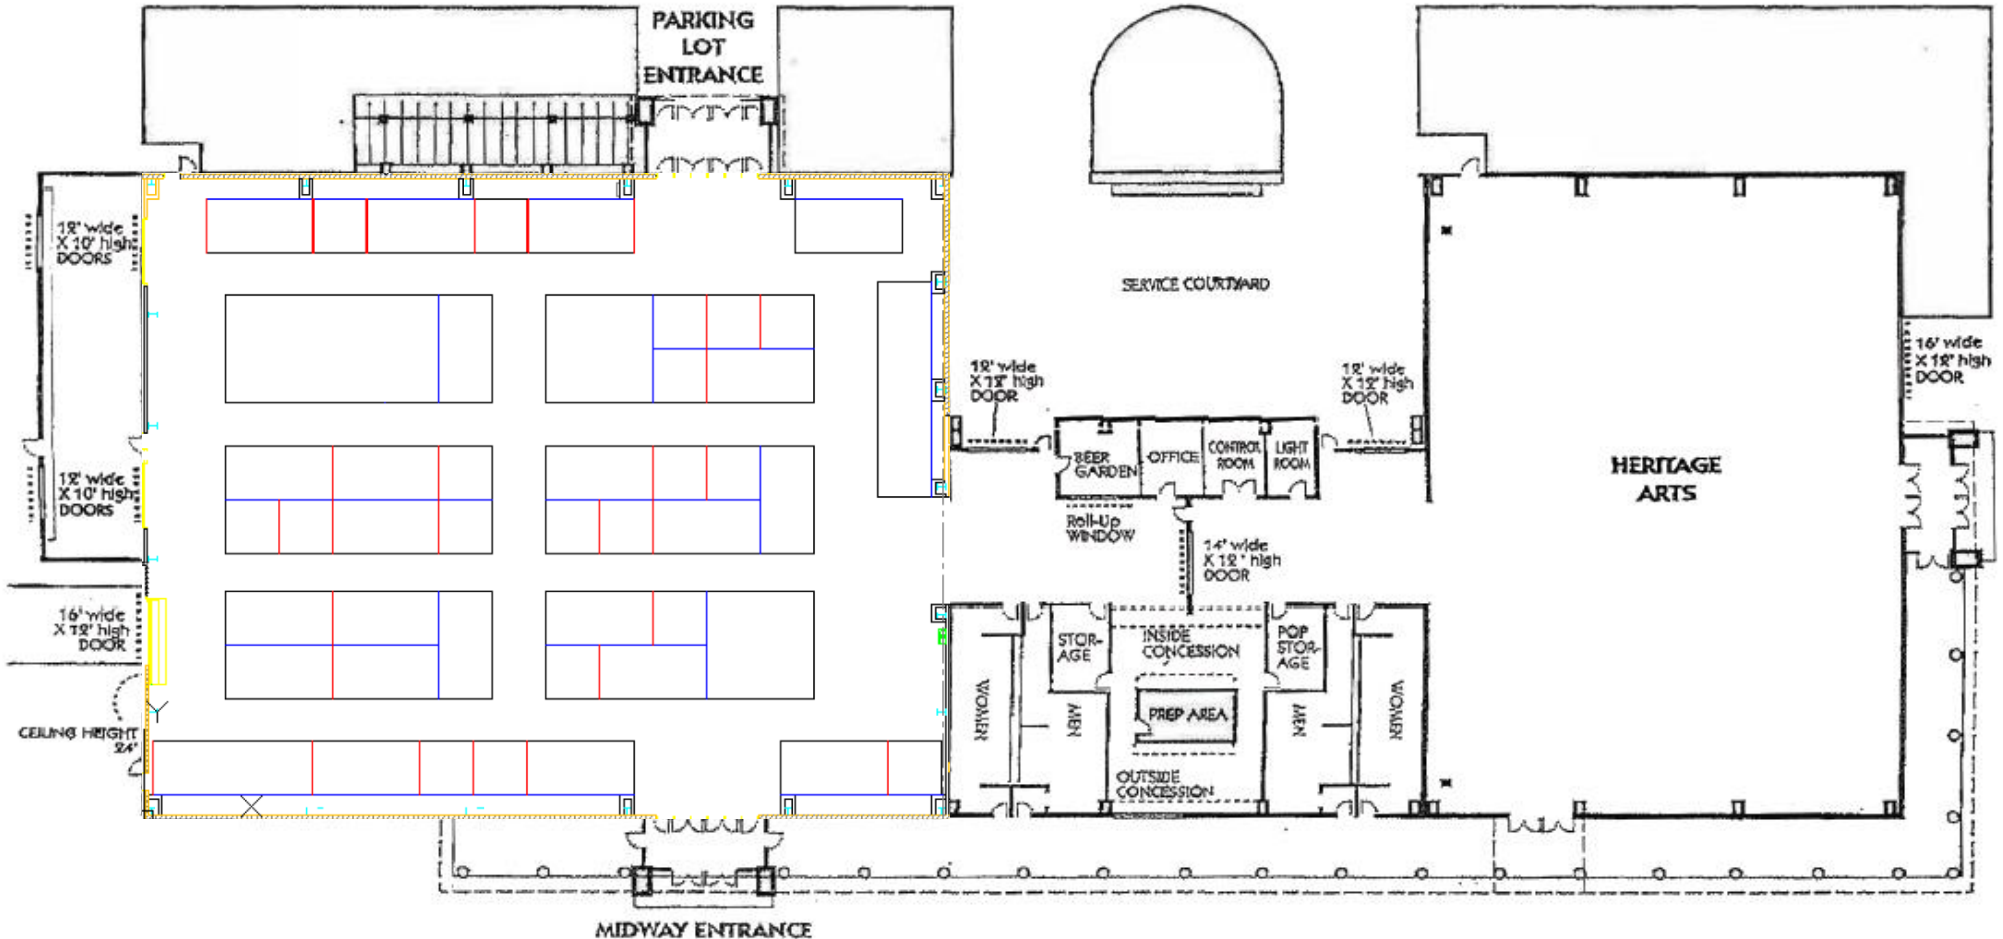 PARKING
LOT
ENTRANCE
12' wide
X 10' high
DOORS
SERVICE COURTYARD
16' wide
X 12' high
DOOR
12' wide
X 12' high
DOOR
12' wide
X 12' high
DOOR
BEER
GARDEN
OFFICE
CONTROL
ROOM
LIGHT
ROOM
HERITAGE
ARTS
12' wide
X 10' high
DOORS
Roll-Up
WINDOW
14' wide
X 12' high
DOOR
16' wide
X 12' high
DOOR
STOR-
AGE
INSIDE
CONCESSION
POP
STOR-
AGE
WOMEN
MEN
PREP AREA
MEN
WOMEN
CEILING HEIGHT
24'
OUTSIDE
CONCESSION
MIDWAY ENTRANCE